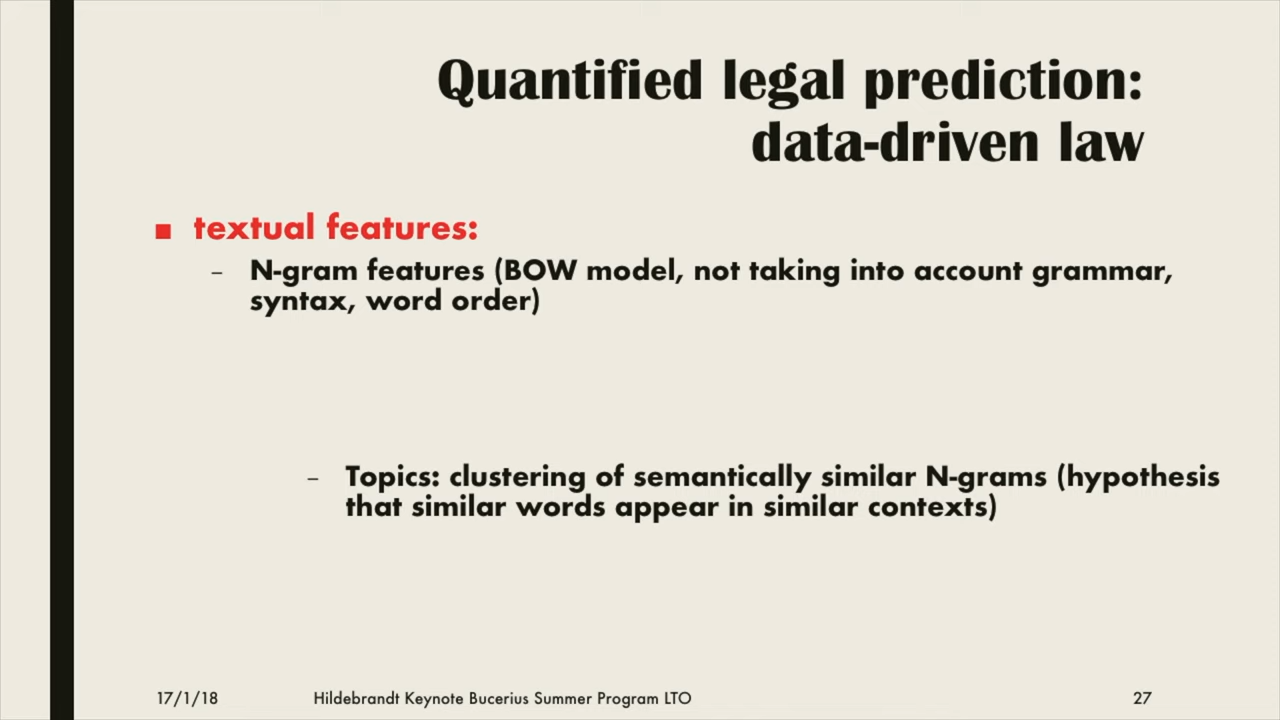 Quantified legal prediction:
data-driven law
■ textual features:
– N-gram features (BOW model, not taking into account grammar,
syntax, word order)
– Topics: clustering of semantically similar N-grams (hypothesis
that similar words appear in similar contexts)
17/1/18 Hildebrandt Keynote Bucerius Summer Program LTO 27